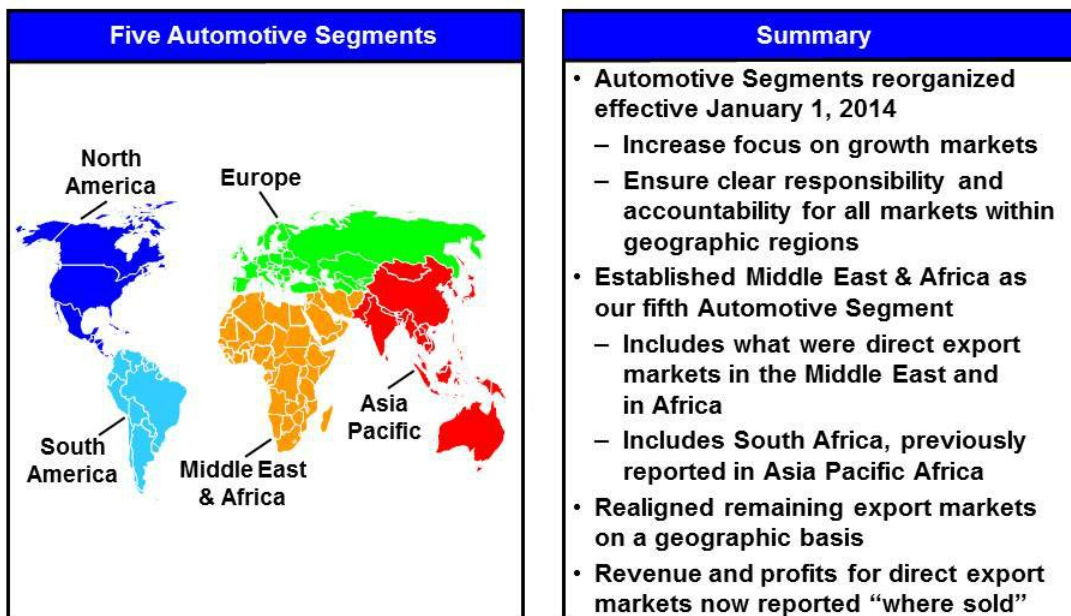 Five Automotive Segments
North
America
Europe
South
America
Middle East
& Africa
Asia
Pacific
Summary
• Automotive Segments reorganized
effective January 1, 2014
– Increase focus on growth markets
– Ensure clear responsibility and
accountability for all markets within
geographic regions
• Established Middle East & Africa as
our fifth Automotive Segment
– Includes what were direct export
markets in the Middle East and
in Africa
– Includes South Africa, previously
reported in Asia Pacific Africa
• Realigned remaining export markets
on a geographic basis
• Revenue and profits for direct export
markets now reported “where sold”